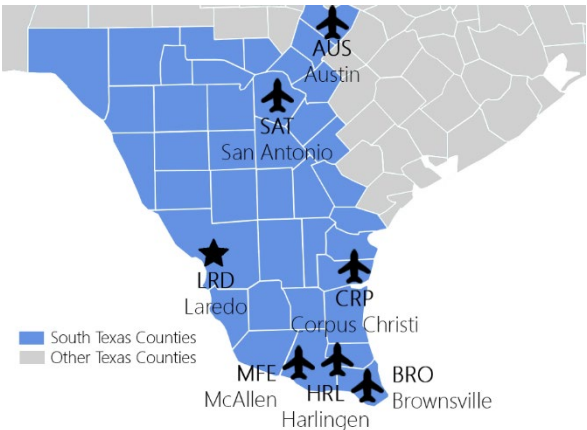 AUS
Austin
SAT
San Antonio
LRD
Laredo
CRP
Corpus Christi
South Texas Counties
Other Texas Counties
MFE
McAllen
HRL
Harlingen
BRO
Brownsville